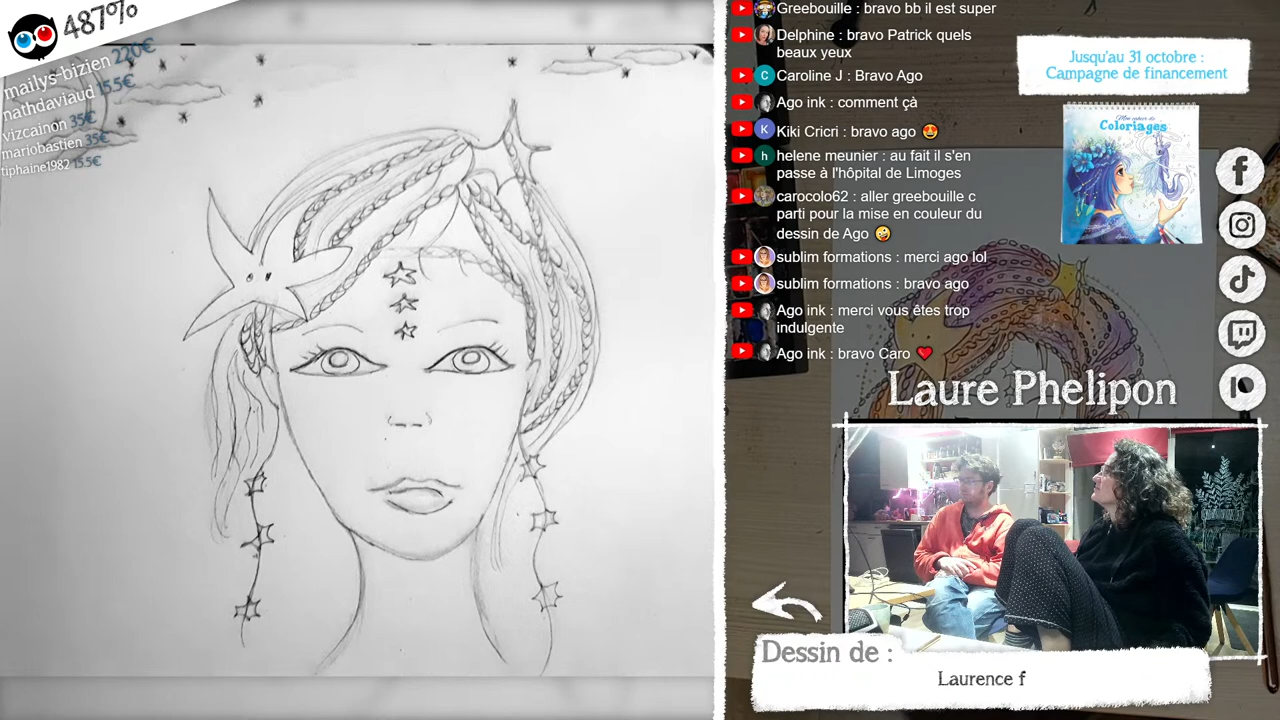 487%
mailys-bizien 220€
nathdaviaud 155€
vizcainon 35€
mariobastien 35€
tiphaine1982 15.5€
Greebouille : bravo bb il est super
Delphine : bravo Patrick quels
beaux yeux
Caroline J : Bravo Ago
Ago ink : comment çà
Kiki Cricri : bravo ago 😍
helene meunier : au fait il s'en
passe à l'hôpital de Limoges
carocolo62 : aller greebouille c
parti pour la mise en couleur du
dessin de Ago 🤪
sublim formations : merci ago lol
sublim formations : bravo ago
Ago ink : merci vous êtes trop
indulgente
Ago ink : bravo Caro ❤️
Jusqu'au 31 octobre :
Campagne de financement
Mon cahier de
Coloriages
Laure Phelipon
Dessin de :
Laurence f